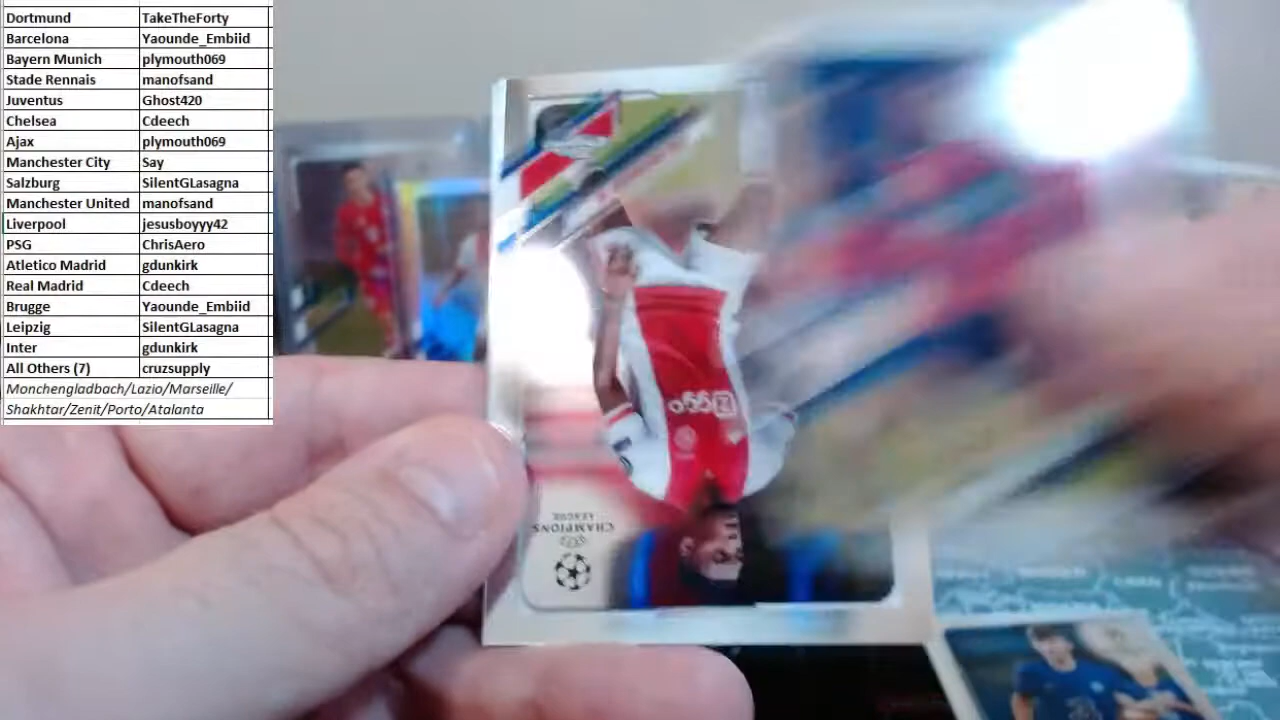 Dortmund TakeTheForty
Barcelona Yaounde_Embiid
Bayern Munich plymouth069
Stade Rennais manofsand
Juventus Ghost420
Chelsea Cdeech
Ajax plymouth069
Manchester City Say
Salzburg SilentGLasagna
Manchester United manofsand
Liverpool jesusboyyy42
PSG ChrisAero
Atletico Madrid gdunkirk
Real Madrid Cdeech
Brugge Yaounde_Embiid
Leipzig SilentGLasagna
Inter gdunkirk
All Others (7) cruzsupply
Monchengladbach/Lazio/Marseille/
Shakhtar/Zenit/Porto/Atalanta
Ziggo
UEFA
CHAMPIONS
LEAGUE